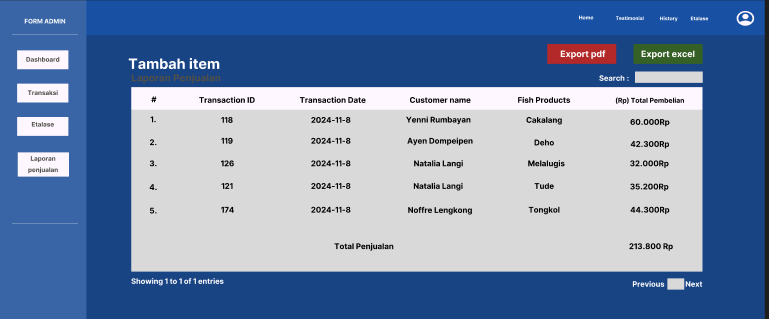 FORM ADMIN
Home Testimonial History Etalase
Dashboard
Transaksi
Etalase
Laporan
penjualan
Export pdf Export excel
Tambah item
Laporan Penjualan
Search :
# Transaction ID Transaction Date Customer name Fish Products (Rp) Total Pembelian
1. 118 2024-11-8 Yenni Rumbayan Cakalang 60.000Rp
2. 119 2024-11-8 Ayen Dompeipen Deho 42.300Rp
3. 126 2024-11-8 Natalia Langi Melalugis 32.000Rp
4. 121 2024-11-8 Natalia Langi Tude 35.200Rp
5. 174 2024-11-8 Noffre Lengkong Tongkol 44.300Rp
Total Penjualan 213.800 Rp
Showing 1 to 1 of 1 entries
Previous Next